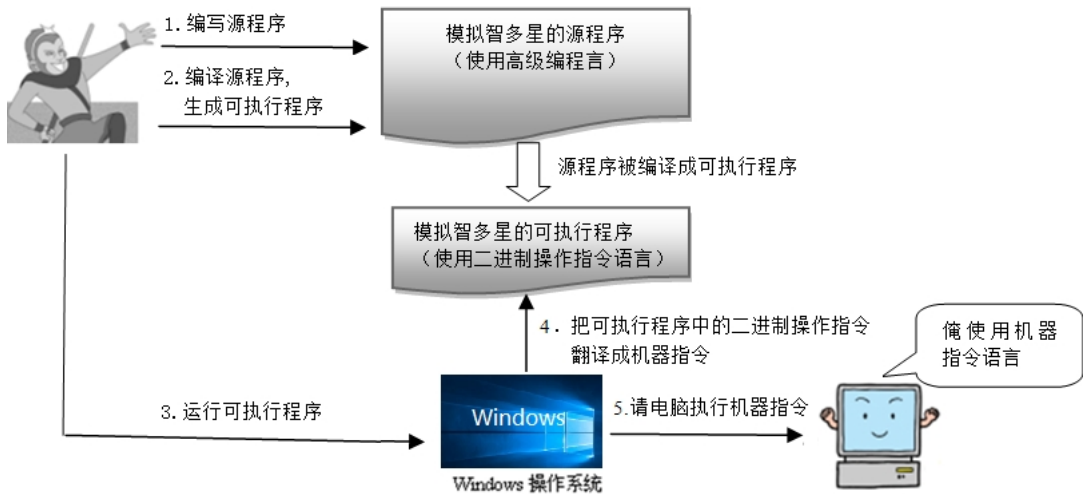 1.编写源程序
模拟智多星的源程序
（使用高级编程言）
2.编译源程序,
生成可执行程序
源程序被编译成可执行程序
模拟智多星的可执行程序
（使用二进制操作指令语言）
4．把可执行程序中的二进制操作指令
翻译成机器指令
俺使用机器
指令语言
3.运行可执行程序
Windows
5.请电脑执行机器指令
Windows 操作系统